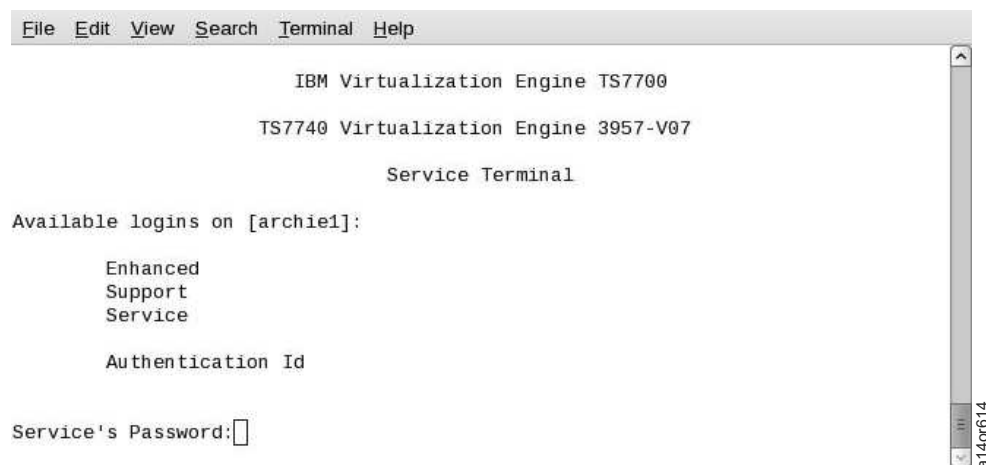 File Edit View Search Terminal Help
IBM Virtualization Engine TS7700
TS7740 Virtualization Engine 3957-V07
Service Terminal
Available logins on [archie1]:
Enhanced
Support
Service
Authentication Id
Service's Password:
a14or614